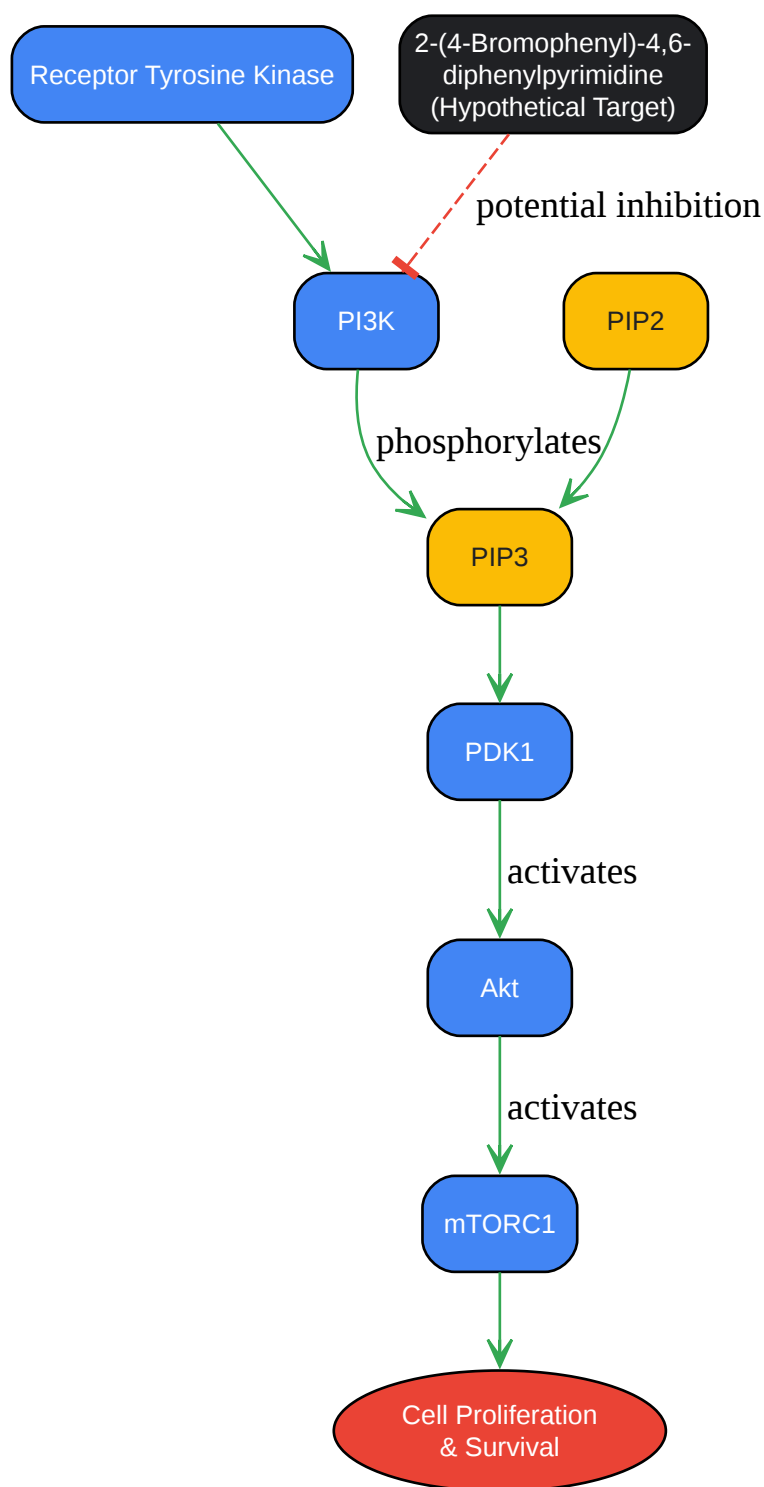 Receptor Tyrosine Kinase
2-(4-Bromophenyl)-4,6-
diphenylpyrimidine
(Hypothetical Target)
potential inhibition
PI3K
PIP2
phosphorylates
PIP3
PDK1
activates
Akt
activates
mTORC1
Cell Proliferation
& Survival